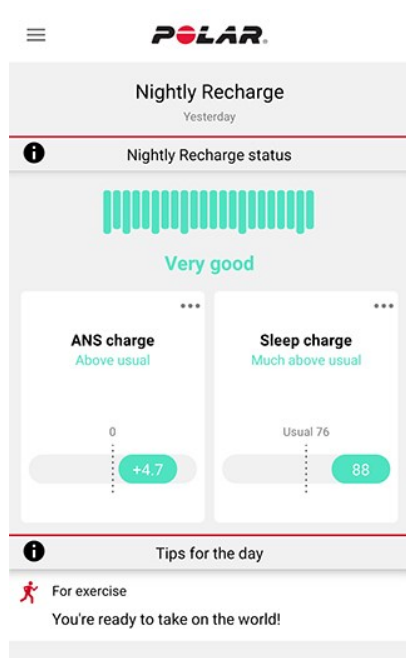 POLAR.
Nightly Recharge
Yesterday
Nightly Recharge status
Very good
ANS charge
Above usual
0
+4.7
Sleep charge
Much above usual
Usual 76
88
Tips for the day
For exercise
You're ready to take on the world!